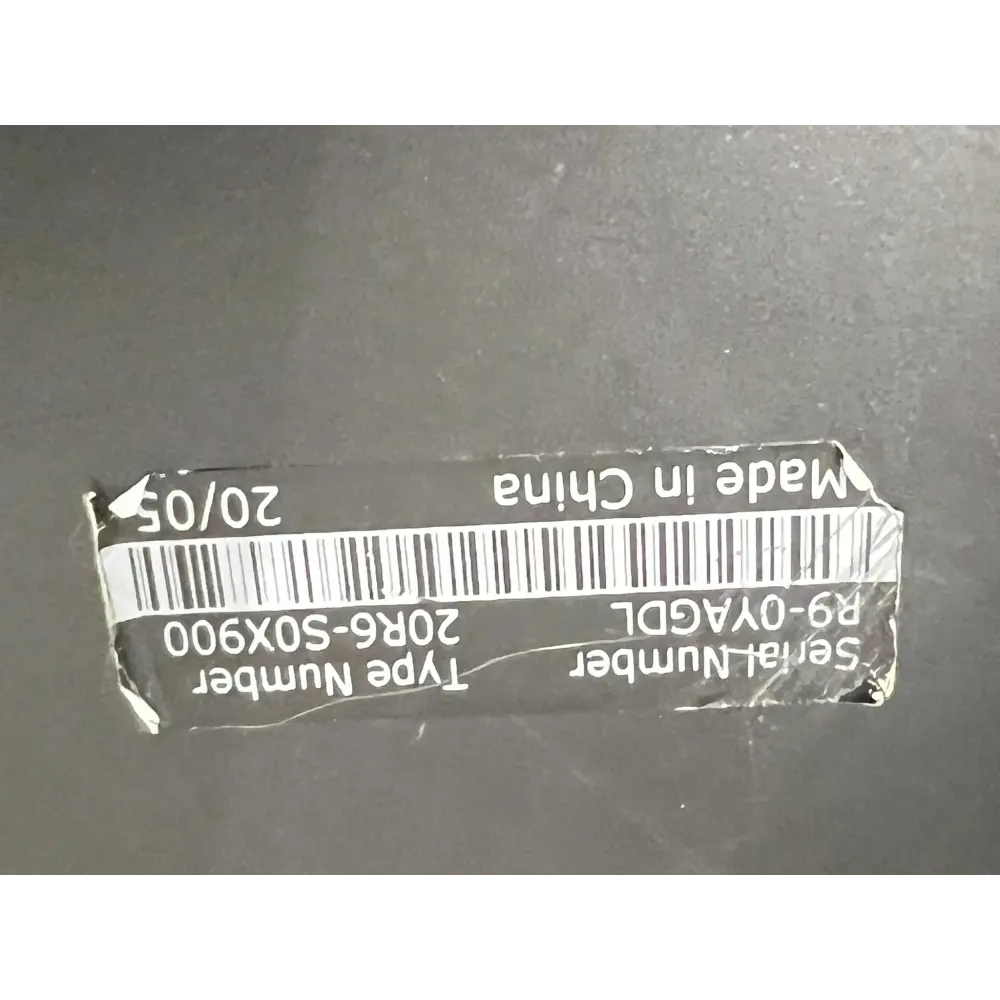 Serial Number Type Number
R9-0YAGDL 20R6-S0X900
Made in China 20/05